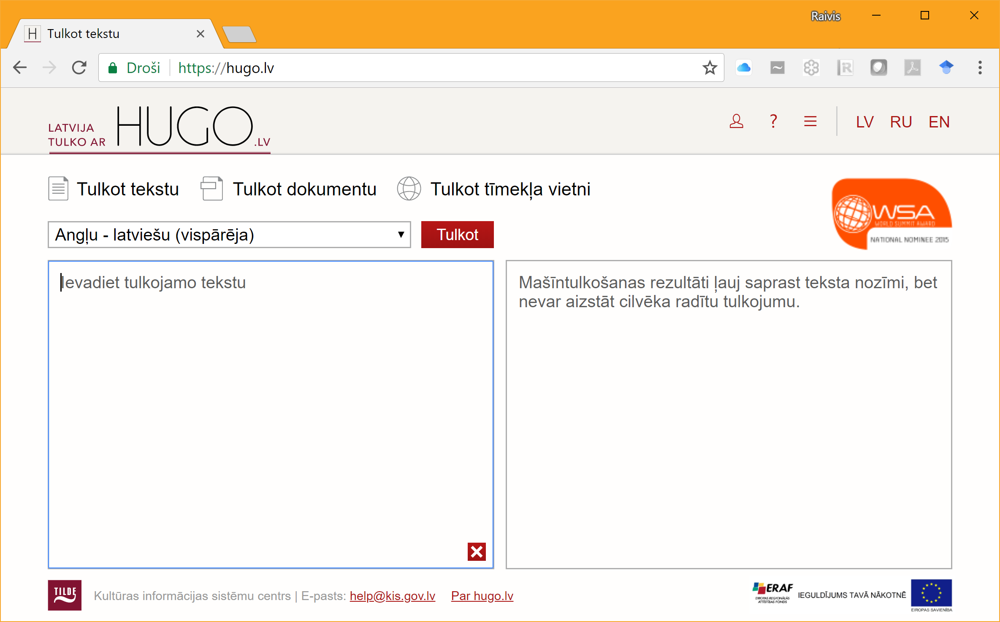 Raivis
H Tulkot tekstu
Droši https://hugo.lv
LATVIJA
TULKO AR HUGO.LV
? LV RU EN
Tulkot tekstu Tulkot dokumentu Tulkot tīmekļa vietni
WSA
WORLD SUMMIT AWARD
NATIONAL NOMINEE 2015
Angļu - latviešu (vispārēja) Tulkot
Ievadiet tulkojamo tekstu
Mašīntulkošanas rezultāti ļauj saprast teksta nozīmi, bet
nevar aizstāt cilvēka radītu tulkojumu.
TILDE
Kultūras informācijas sistēmu centrs | E-pasts: help@kis.gov.lv Par hugo.lv
ERAF
EIROPAS REĢIONĀLĀS
ATTĪSTĪBAS FONDS
IEGULDĪJUMS TAVĀ NĀKOTNĒ
EIROPAS SAVIENĪBA